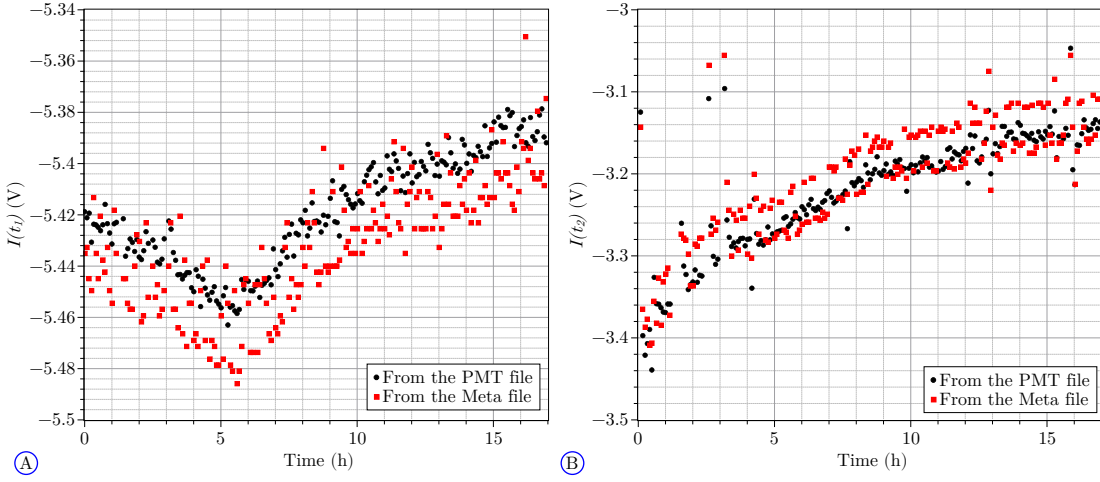 −5.34
−5.36
−5.38
−5.4
−5.42
−5.44
−5.46
−5.48
−5.5
I(t1) (V)
0
5
10
15
Time (h)
From the PMT file
From the Meta file
A
−3
−3.1
−3.2
−3.3
−3.4
−3.5
I(t2) (V)
0
5
10
15
Time (h)
From the PMT file
From the Meta file
B